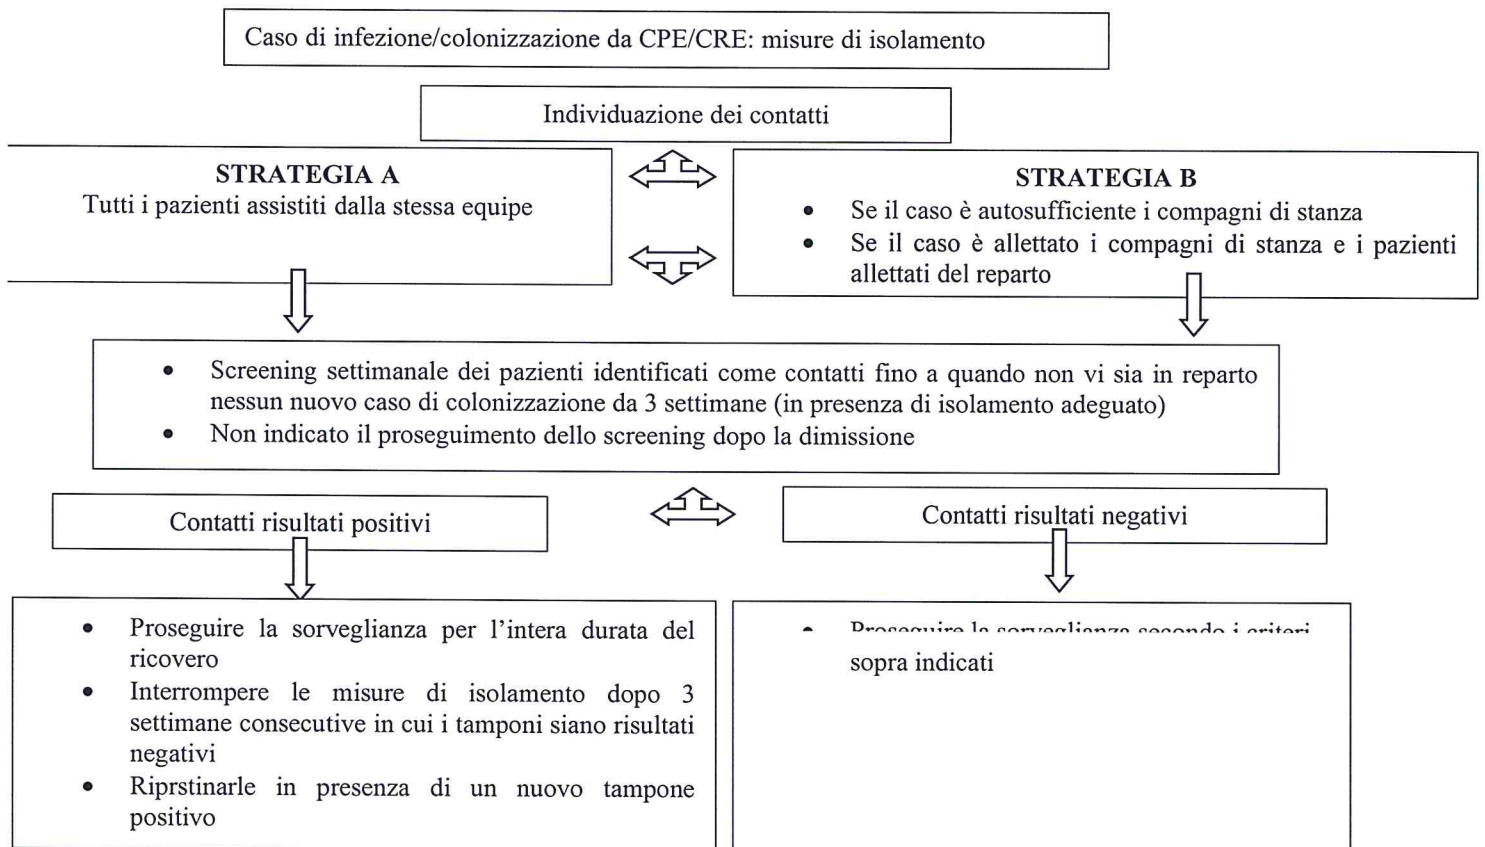 Caso di infezione/colonizzazione da CPE/CRE: misure di isolamento
Individuazione dei contatti
STRATEGIA A
Tutti i pazienti assistiti dalla stessa equipe
STRATEGIA B
• Se il caso è autosufficiente i compagni di stanza
• Se il caso è allettato i compagni di stanza e i pazienti
allettati del reparto
• Screening settimanale dei pazienti identificati come contatti fino a quando non vi sia in reparto
nessun nuovo caso di colonizzazione da 3 settimane (in presenza di isolamento adeguato)
• Non indicato il proseguimento dello screening dopo la dimissione
Contatti risultati positivi
Contatti risultati negativi
• Proseguire la sorveglianza per l’intera durata del
ricovero
• Interrompere le misure di isolamento dopo 3
settimane consecutive in cui i tamponi siano risultati
negativi
• Riprstinarle in presenza di un nuovo tampone
positivo
• Proseguire la sorveglianza secondo i criteri
sopra indicati